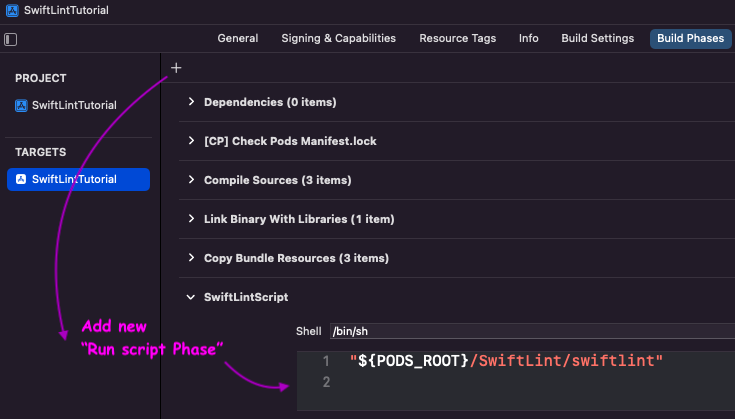 SwiftLintTutorial
General Signing & Capabilities Resource Tags Info Build Settings Build Phases
PROJECT
SwiftLintTutorial
TARGETS
SwiftLintTutorial
+
Dependencies (0 items)
[CP] Check Pods Manifest.lock
Compile Sources (3 items)
Link Binary With Libraries (1 item)
Copy Bundle Resources (3 items)
SwiftLintScript
Shell /bin/sh
1 "${PODS_ROOT}/SwiftLint/swiftlint"
2
Add new
“Run script Phase”